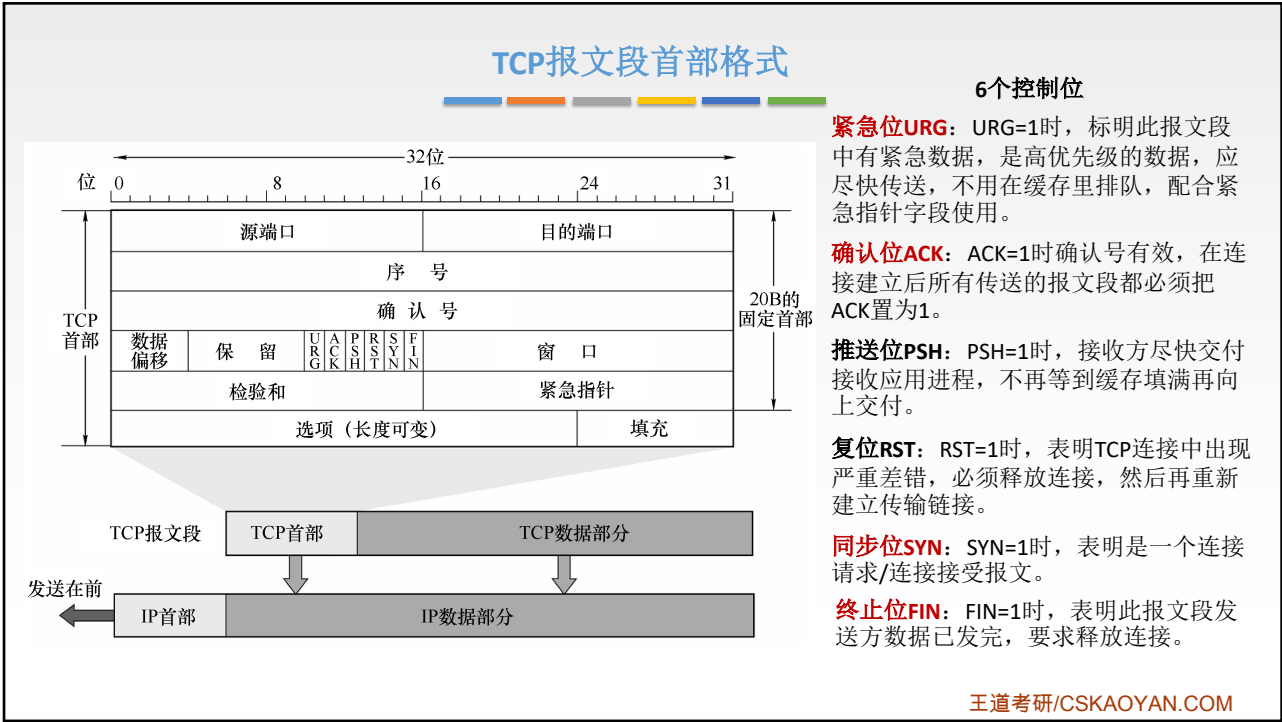 TCP报文段首部格式
32位
位 0 8 16 24 31
TCP
首部
源端口 目的端口
序 号
确 认 号
数据
偏移
保 留
URG ACK PSH RST SYN FIN
窗 口
检验和 紧急指针
选项（长度可变） 填充
20B的
固定首部
TCP报文段 TCP首部 TCP数据部分
发送在前
IP首部 IP数据部分
6个控制位
紧急位URG：URG=1时，标明此报文段
中有紧急数据，是高优先级的数据，应
尽快传送，不用在缓存里排队，配合紧
急指针字段使用。
确认位ACK：ACK=1时确认号有效，在连
接建立后所有传送的报文段都必须把
ACK置为1。
推送位PSH：PSH=1时，接收方尽快交付
接收应用进程，不再等到缓存填满再向
上交付。
复位RST：RST=1时，表明TCP连接中出现
严重差错，必须释放连接，然后再重新
建立传输链接。
同步位SYN：SYN=1时，表明是一个连接
请求/连接接受报文。
终止位FIN：FIN=1时，表明此报文段发
送方数据已发完，要求释放连接。
王道考研/CSKAOYAN.COM